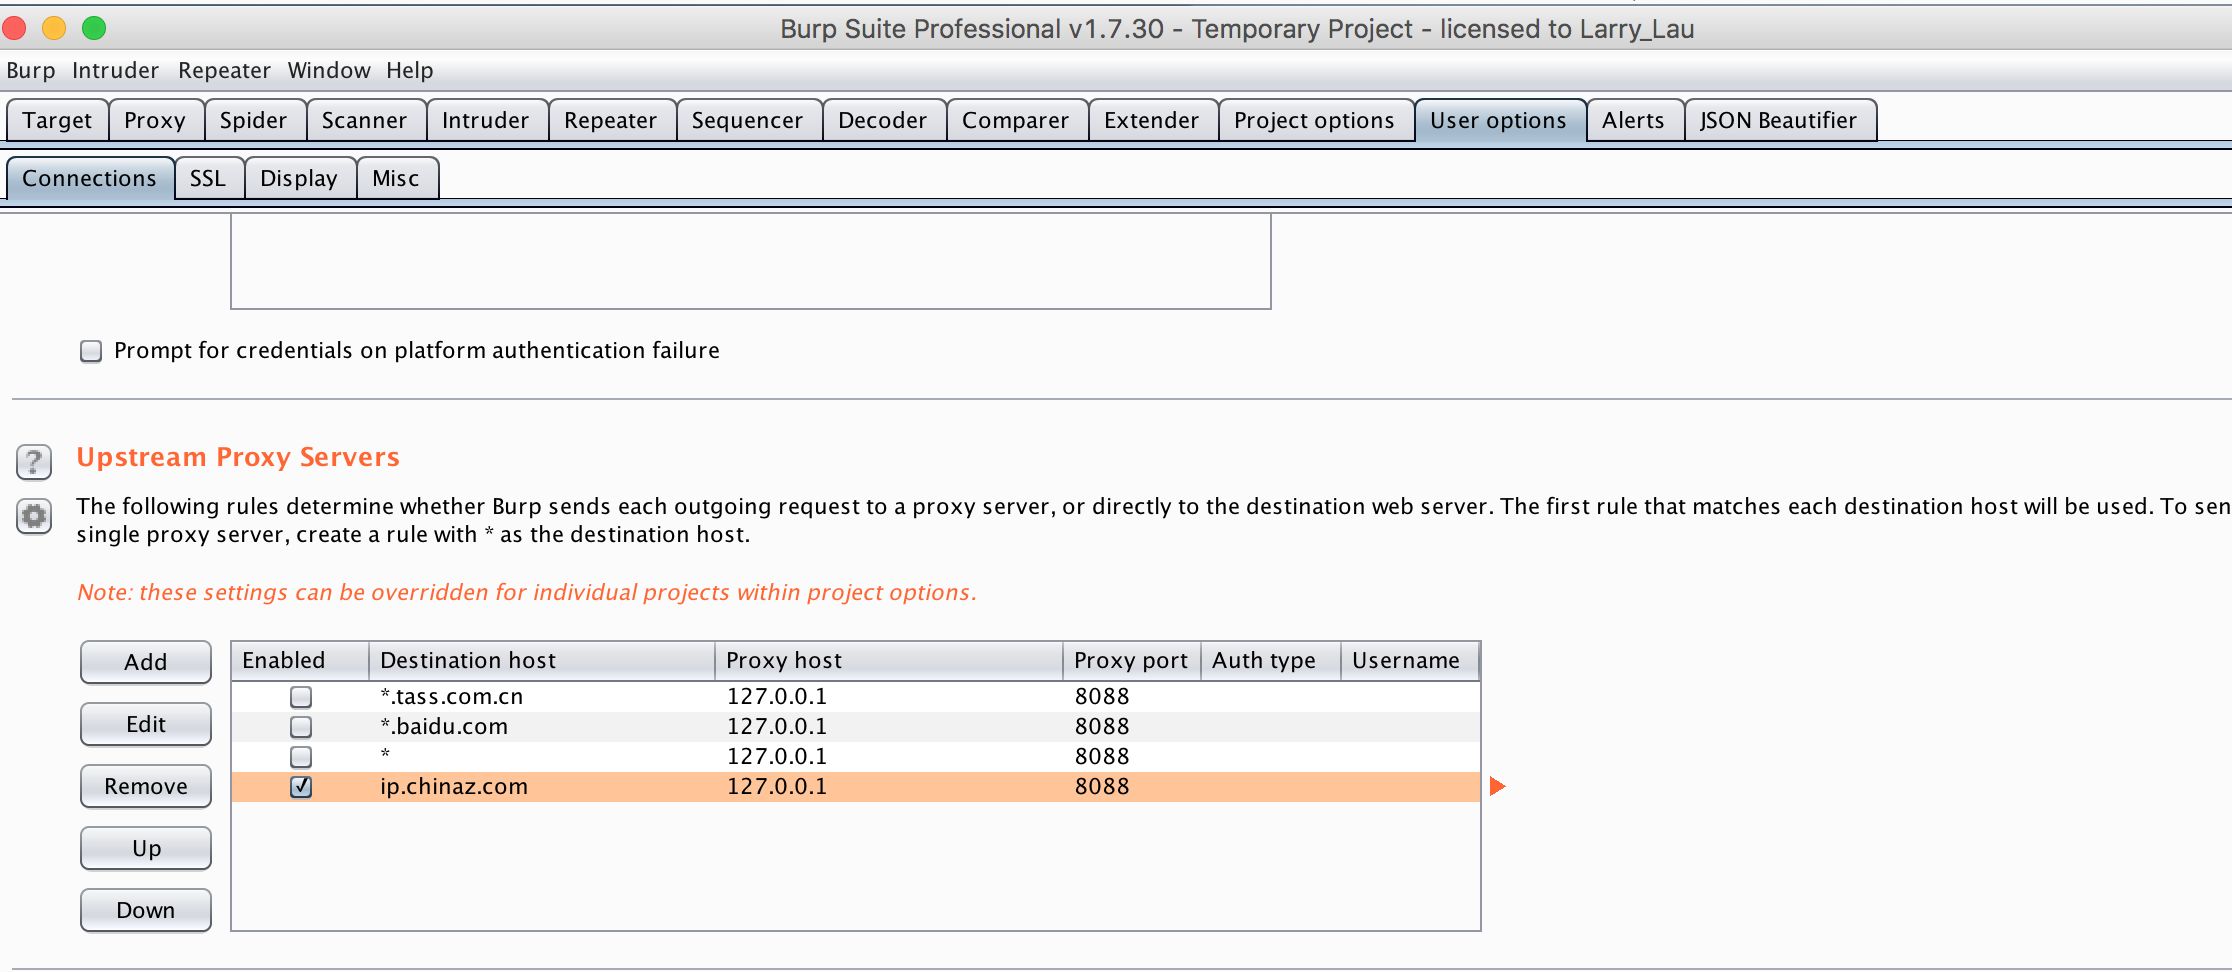 Burp Suite Professional v1.7.30 - Temporary Project - licensed to Larry_Lau
Burp Intruder Repeater Window Help
Target Proxy Spider Scanner Intruder Repeater Sequencer Decoder Comparer Extender Project options User options Alerts JSON Beautifier
Connections SSL Display Misc
Prompt for credentials on platform authentication failure
? Upstream Proxy Servers
The following rules determine whether Burp sends each outgoing request to a proxy server, or directly to the destination web server. The first rule that matches each destination host will be used. To sen
single proxy server, create a rule with * as the destination host.
Note: these settings can be overridden for individual projects within project options.
Add
Edit
Remove
Up
Down
Enabled Destination host Proxy host Proxy port Auth type Username
*.tass.com.cn 127.0.0.1 8088
*.baidu.com 127.0.0.1 8088
* 127.0.0.1 8088
ip.chinaz.com 127.0.0.1 8088